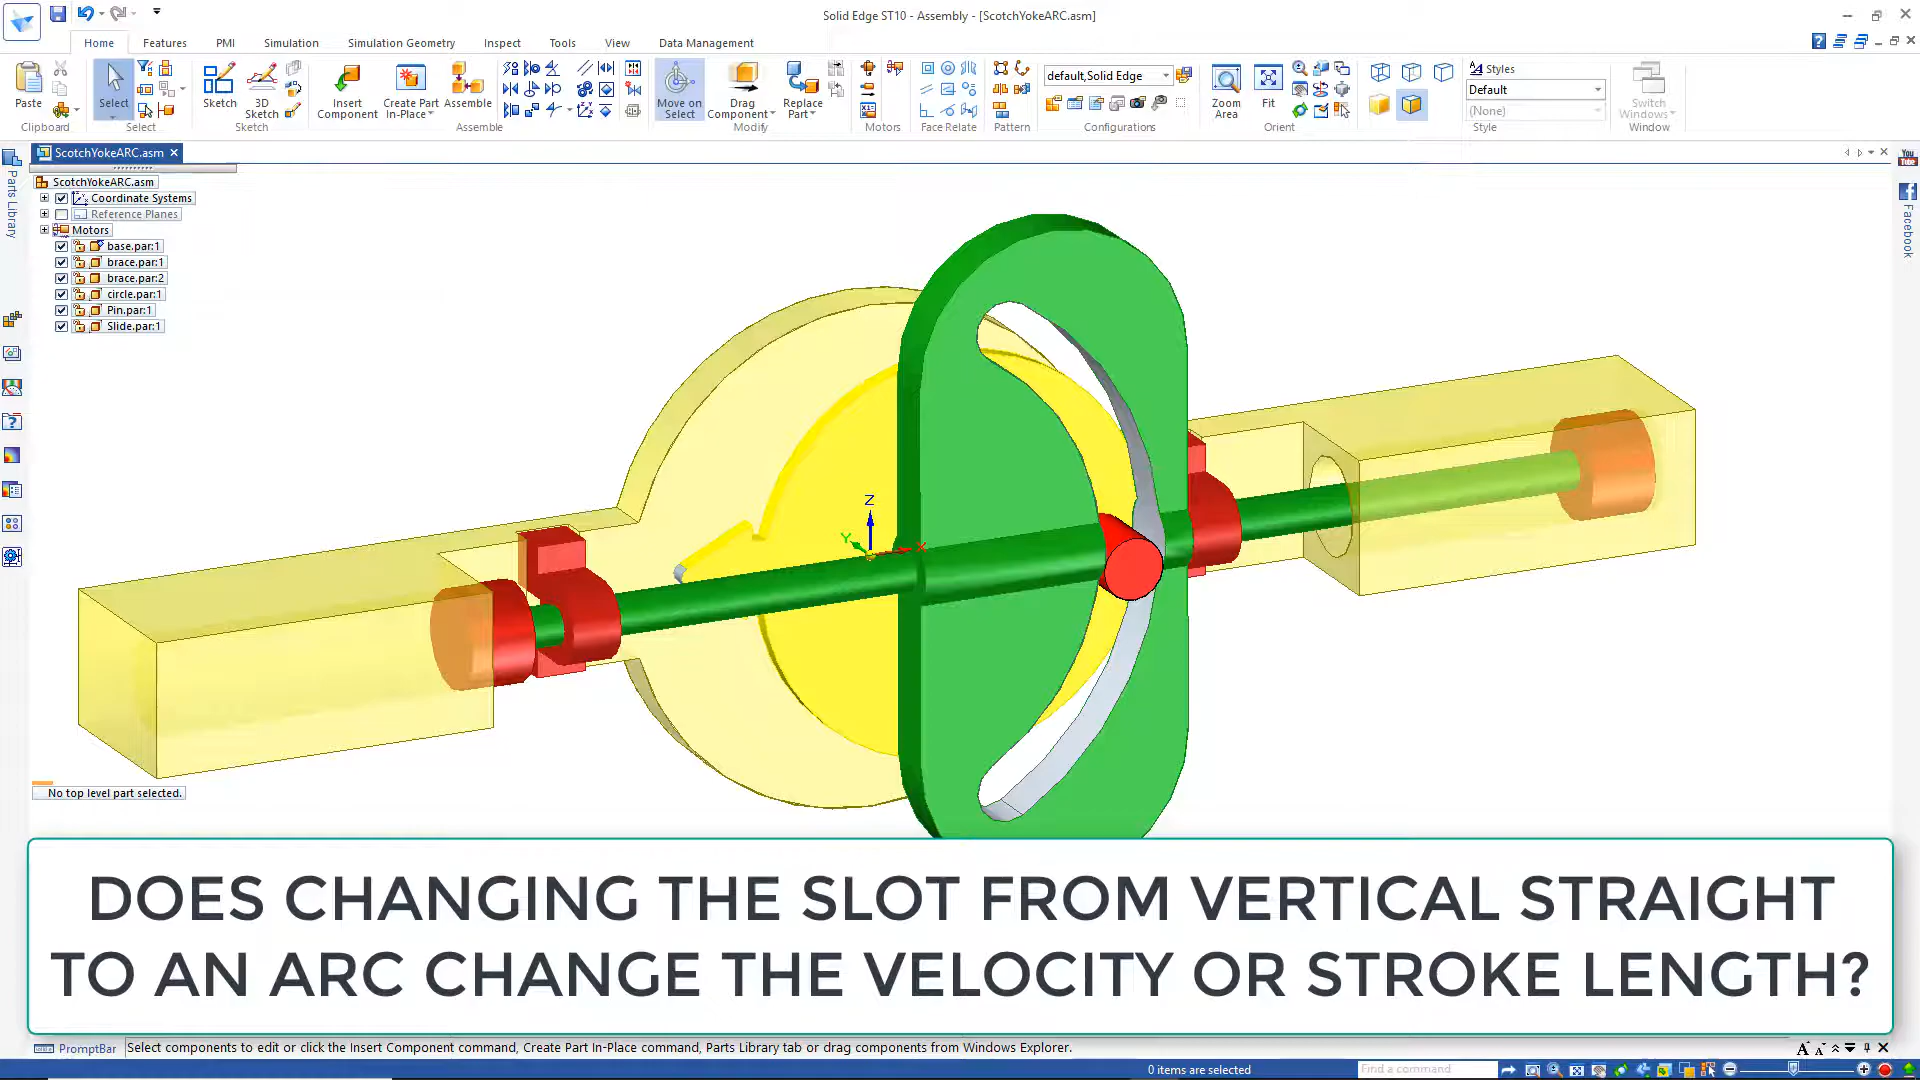 Solid Edge ST10 - Assembly - [ScotchYokeARC.asm]
Home Features PMI Simulation Simulation Geometry Inspect Tools View Data Management
Paste
Clipboard
Select
Select
Sketch
3D Sketch
Sketch
Insert Component
Create Part In-Place
Assemble
Assemble
Move on Select
Drag Component
Replace Part
Modify
Motors
Face Relate
Pattern
default,Solid Edge
Configurations
Zoom Area
Fit
Orient
Styles
Default
(None)
Style
Switch Windows
Window
ScotchYokeARC.asm
ScotchYokeARC.asm
Coordinate Systems
Reference Planes
Motors
base.par:1
brace.par:1
brace.par:2
circle.par:1
Pin.par:1
Slide.par:1
Parts Library
You Tube
Facebook
Z
Y
X
No top level part selected.
DOES CHANGING THE SLOT FROM VERTICAL STRAIGHT
TO AN ARC CHANGE THE VELOCITY OR STROKE LENGTH?
PromptBar
Select components to edit or click the Insert Component command, Create Part In-Place command, Parts Library tab or drag components from Windows Explorer.
0 items are selected
Find a command